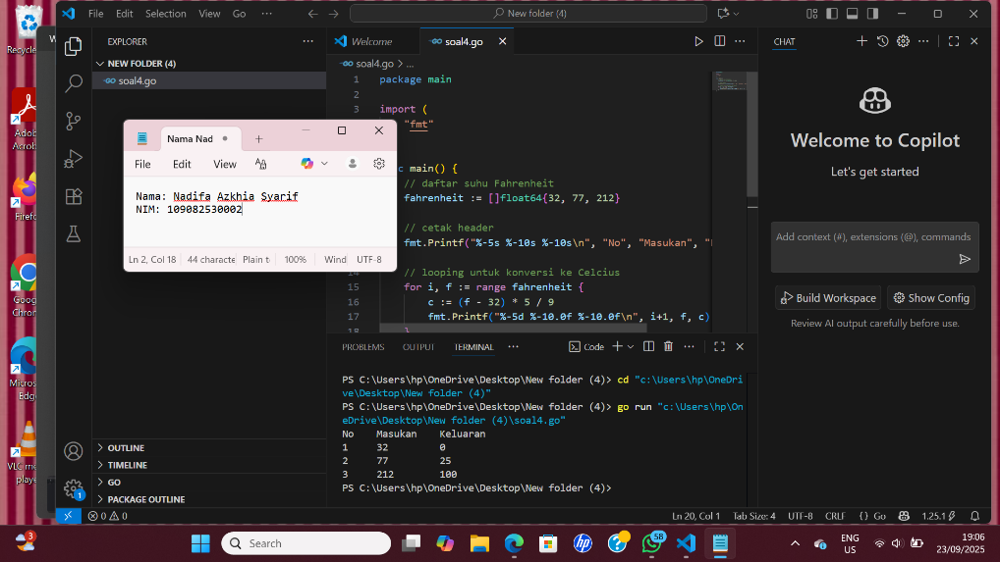 File Edit Selection View Go ··· New folder (4)
EXPLORER ···
NEW FOLDER (4)
soal4.go
Nama Nad
File Edit View
Nama: Nadifa Azkhia Syarif
NIM: 109082530002
Ln 2, Col 18 44 characte Plain t 100% Wind UTF-8
OUTLINE
TIMELINE
GO
PACKAGE OUTLINE
Welcome soal4.go
soal4.go > ...
1 package main
2
3 import (
"fmt"
main() {
// daftar suhu Fahrenheit
fahrenheit := []float64{32, 77, 212}
// cetak header
fmt.Printf("%-5s %-10s %-10s\n", "No", "Masukan", "
14 // looping untuk konversi ke Celcius
15 for i, f := range fahrenheit {
16 c := (f - 32) * 5 / 9
17 fmt.Printf("%-5d %-10.0f %-10.0f\n", i+1, f, c)
18 }
PROBLEMS OUTPUT TERMINAL ··· Code
PS C:\Users\hp\OneDrive\Desktop\New folder (4)> cd "c:\Users\hp\OneDri
ve\Desktop\New folder (4)"
PS C:\Users\hp\OneDrive\Desktop\New folder (4)> go run "c:\Users\hp\On
eDrive\Desktop\New folder (4)\soal4.go"
No Masukan Keluaran
1 32 0
2 77 25
3 212 100
PS C:\Users\hp\OneDrive\Desktop\New folder (4)>
CHAT
Welcome to Copilot
Let's get started
Add context (#), extensions (@), commands
Build Workspace Show Config
Review AI output carefully before use.
1
0 0 Ln 20, Col 1 Tab Size: 4 UTF-8 CRLF {} Go 1.25.1
Recycle
Adob
Acrob
Firefo
Goog
Chro
Micros
Edg
VLC me
playe
3 Search hp 58 ENG
US 19:06
23/09/2025